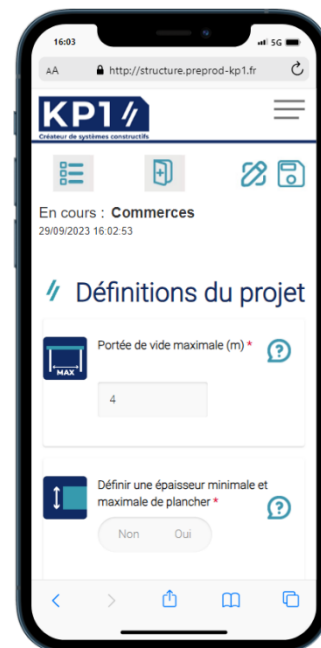 16:03
5G
AA
http://structure.preprod-kp1.fr
KP1
Créateur de systèmes constructifs
En cours : Commerces
29/09/2023 16:02:53
Définitions du projet
Portée de vide maximale (m) *
MAX
4
Définir une épaisseur minimale et
maximale de plancher *
Non Oui